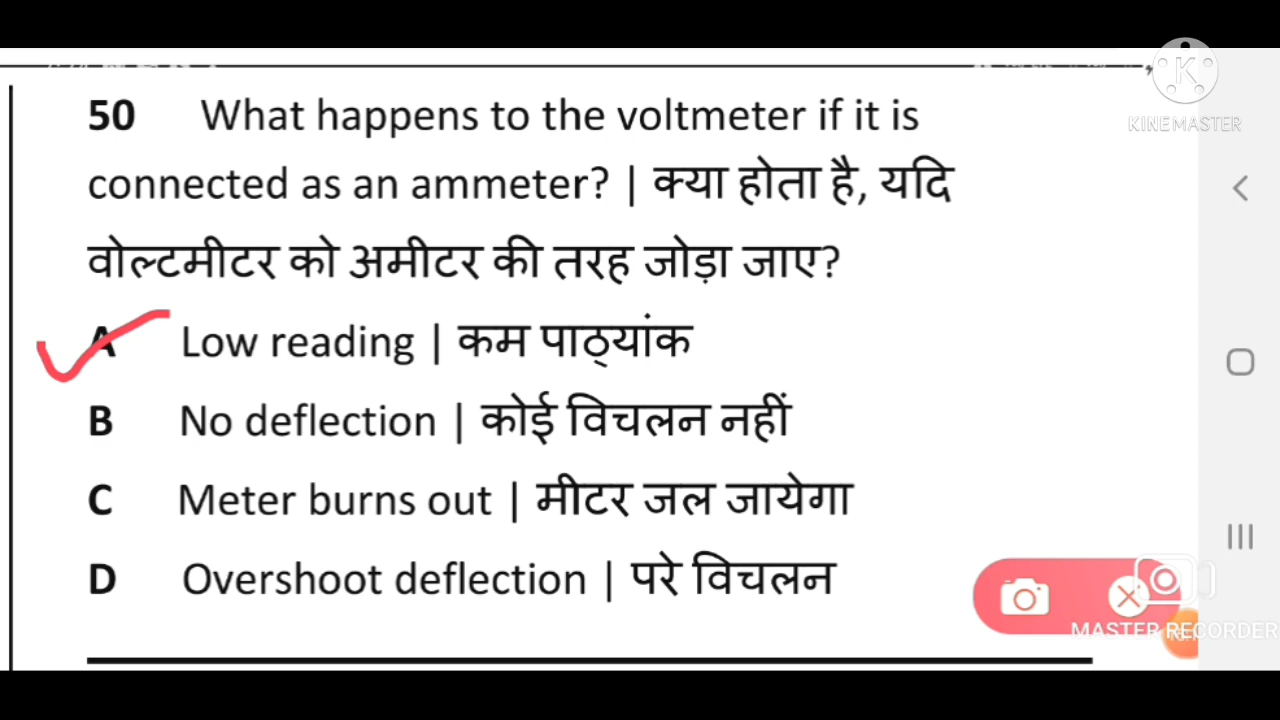 KINEMASTER
50 What happens to the voltmeter if it is
connected as an ammeter? | क्या होता है, यदि
वोल्टमीटर को अमीटर की तरह जोड़ा जाए?
A Low reading | कम पाठ्यांक
B No deflection | कोई विचलन नहीं
C Meter burns out | मीटर जल जायेगा
D Overshoot deflection | परे विचलन
MASTER RECORDER